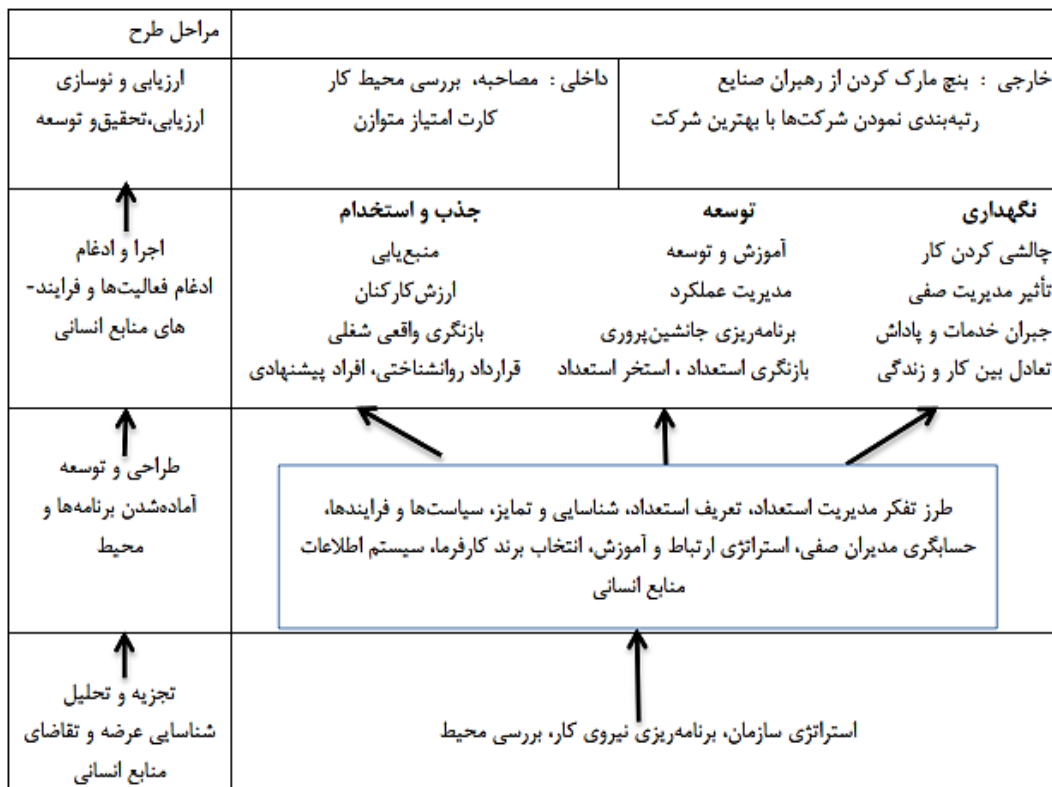 مراحل طرح
خارجی : بنچ مارک کردن از رهبران صنایع
رتبه‌بندی نمودن شرکت‌ها با بهترین شرکت
داخلی : مصاحبه، بررسی محیط کار
کارت امتیاز متوازن
ارزیابی و نوسازی
ارزیابی،تحقیق‌و توسعه
نگهداری
چالشی کردن کار
تأثیر مدیریت صفی
جبران خدمات و پاداش
تعادل بین کار و زندگی
توسعه
آموزش و توسعه
مدیریت عملکرد
برنامه‌ریزی جانشین‌پروری
بازنگری استعداد ، استخر استعداد
جذب و استخدام
منبع‌یابی
ارزش‌کارکنان
بازنگری واقعی شغلی
قرارداد روانشناختی، افراد پیشنهادی
اجرا و ادغام
ادغام فعالیت‌ها و فرایند-
های منابع انسانی
طرز تفکر مدیریت استعداد، تعریف استعداد، شناسایی و تمایز، سیاست‌ها و فرایندها،
حسابگری مدیران صفی، استراتژی ارتباط و آموزش، انتخاب برند کارفرما، سیستم اطلاعات
منابع انسانی
طراحی و توسعه
آماده‌شدن برنامه‌ها و
محیط
استراتژی سازمان، برنامه‌ریزی نیروی کار، بررسی محیط
تجزیه و تحلیل
شناسایی عرضه و تقاضای
منابع انسانی